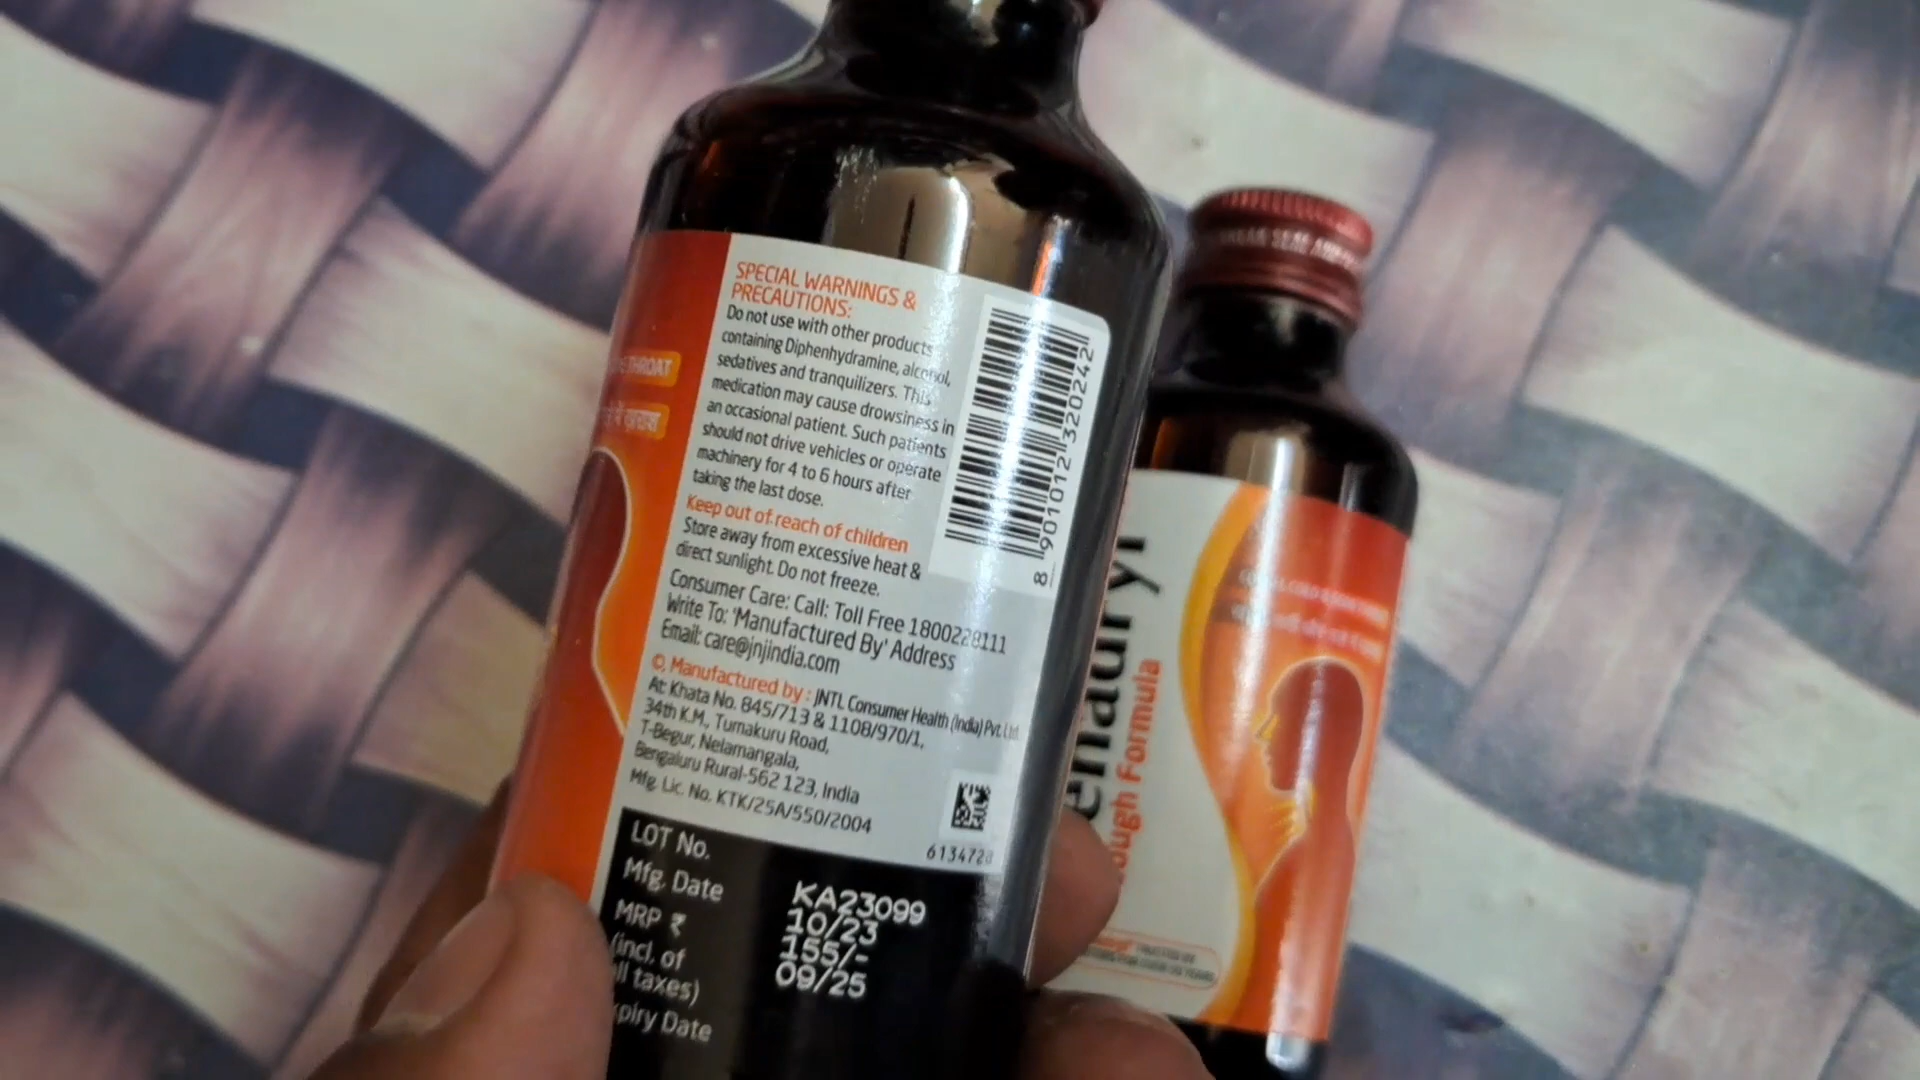 SPECIAL WARNINGS &
PRECAUTIONS:
Do not use with other products
containing Diphenhydramine, alcohol,
sedatives and tranquilizers. This
medication may cause drowsiness in
an occasional patient. Such patients
should not drive vehicles or operate
machinery for 4 to 6 hours after
taking the last dose.
Keep out of reach of children
Store away from excessive heat &
direct sunlight. Do not freeze.
Consumer Care: Call: Toll Free 1800228111
Write To: 'Manufactured By' Address
Email: care@jnjindia.com
©, Manufactured by : JNTL Consumer Health (India) Pvt. Ltd.
At: Khata No. 845/713 & 1108/970/1,
34th K.M., Tumakuru Road,
T-Begur, Nelamangala,
Bengaluru Rural-562 123, India
Mfg. Lic. No. KTK/25A/550/2004
8 901012 320242
6134728
LOT No.
Mfg. Date
MRP ₹
(incl. of
ll taxes)
piry Date
KA23099
10/23
155/-
09/25
THROAT
enadryl
ough Formula